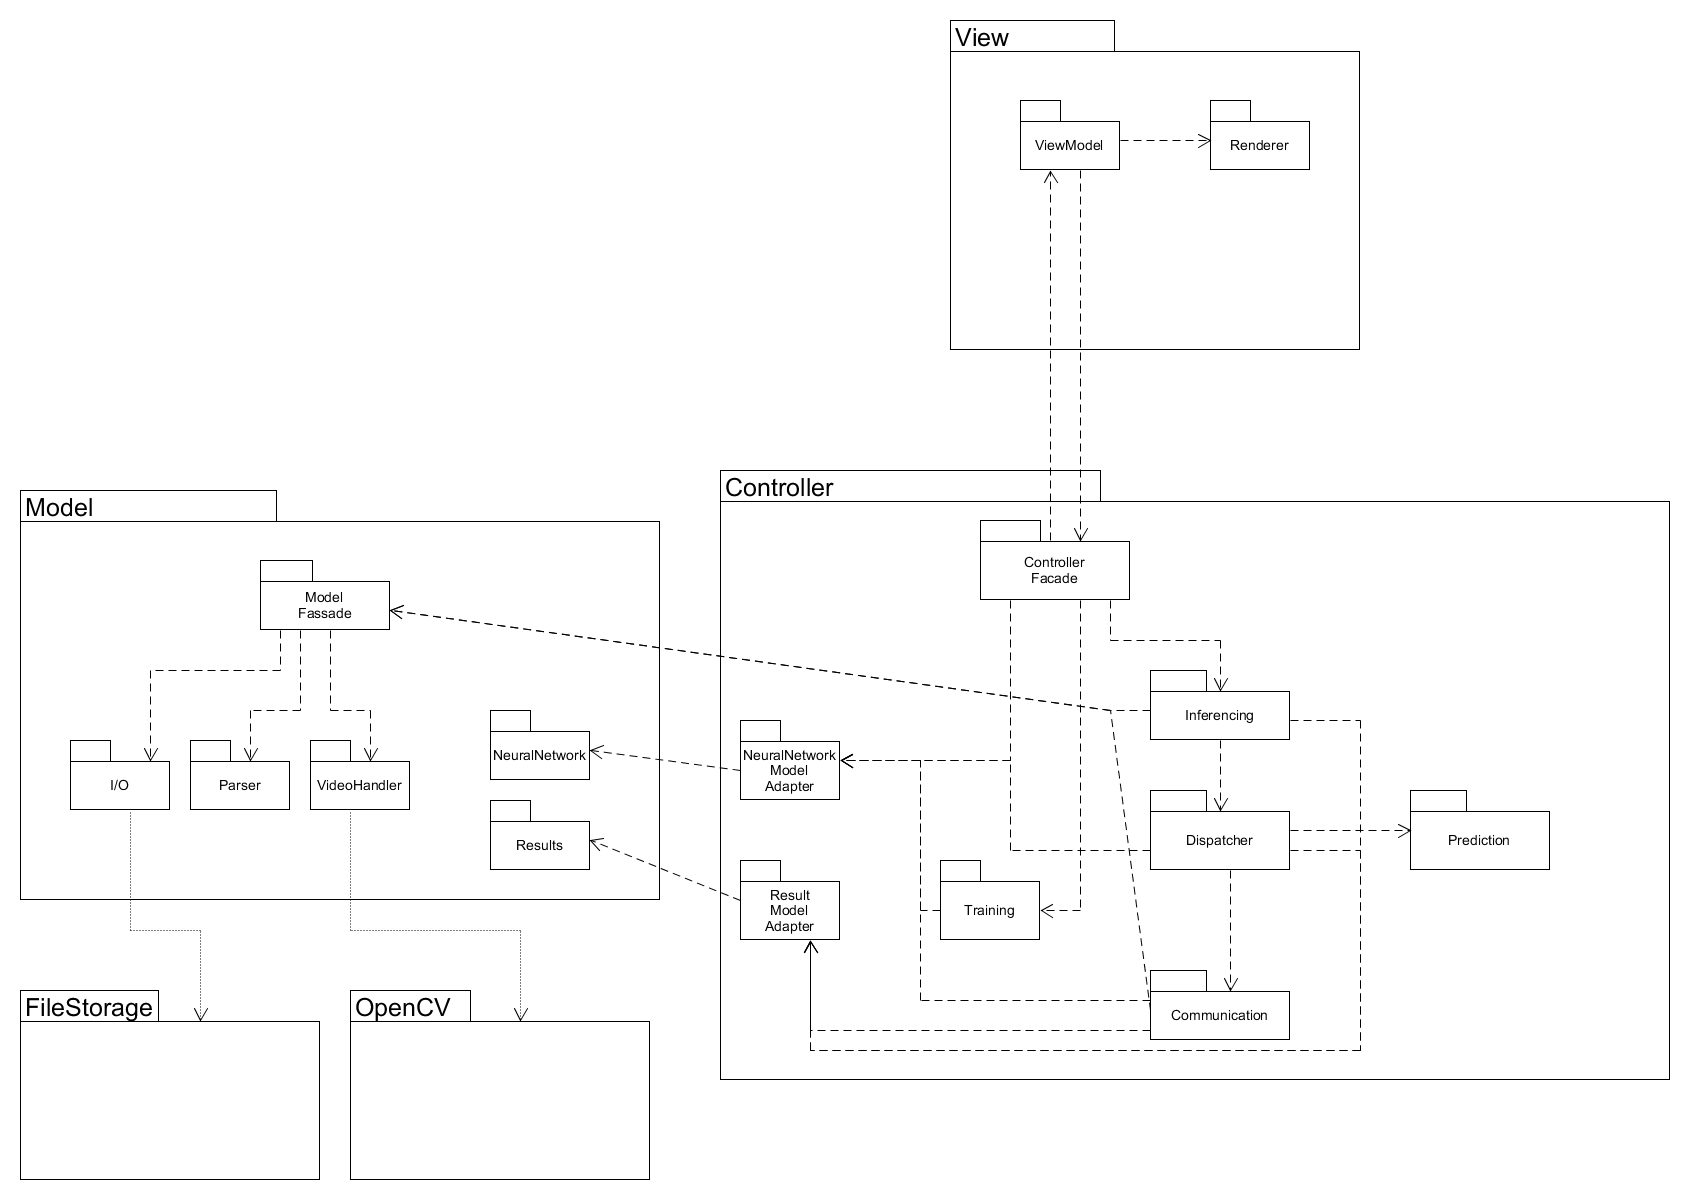 View
ViewModel
Renderer
Controller
Controller
Facade
Model
Model
Fassade
Inferencing
NeuralNetwork
NeuralNetwork
Model
Adapter
I/O
Parser
VideoHandler
Results
Dispatcher
Prediction
Result
Model
Adapter
Training
Communication
FileStorage
OpenCV